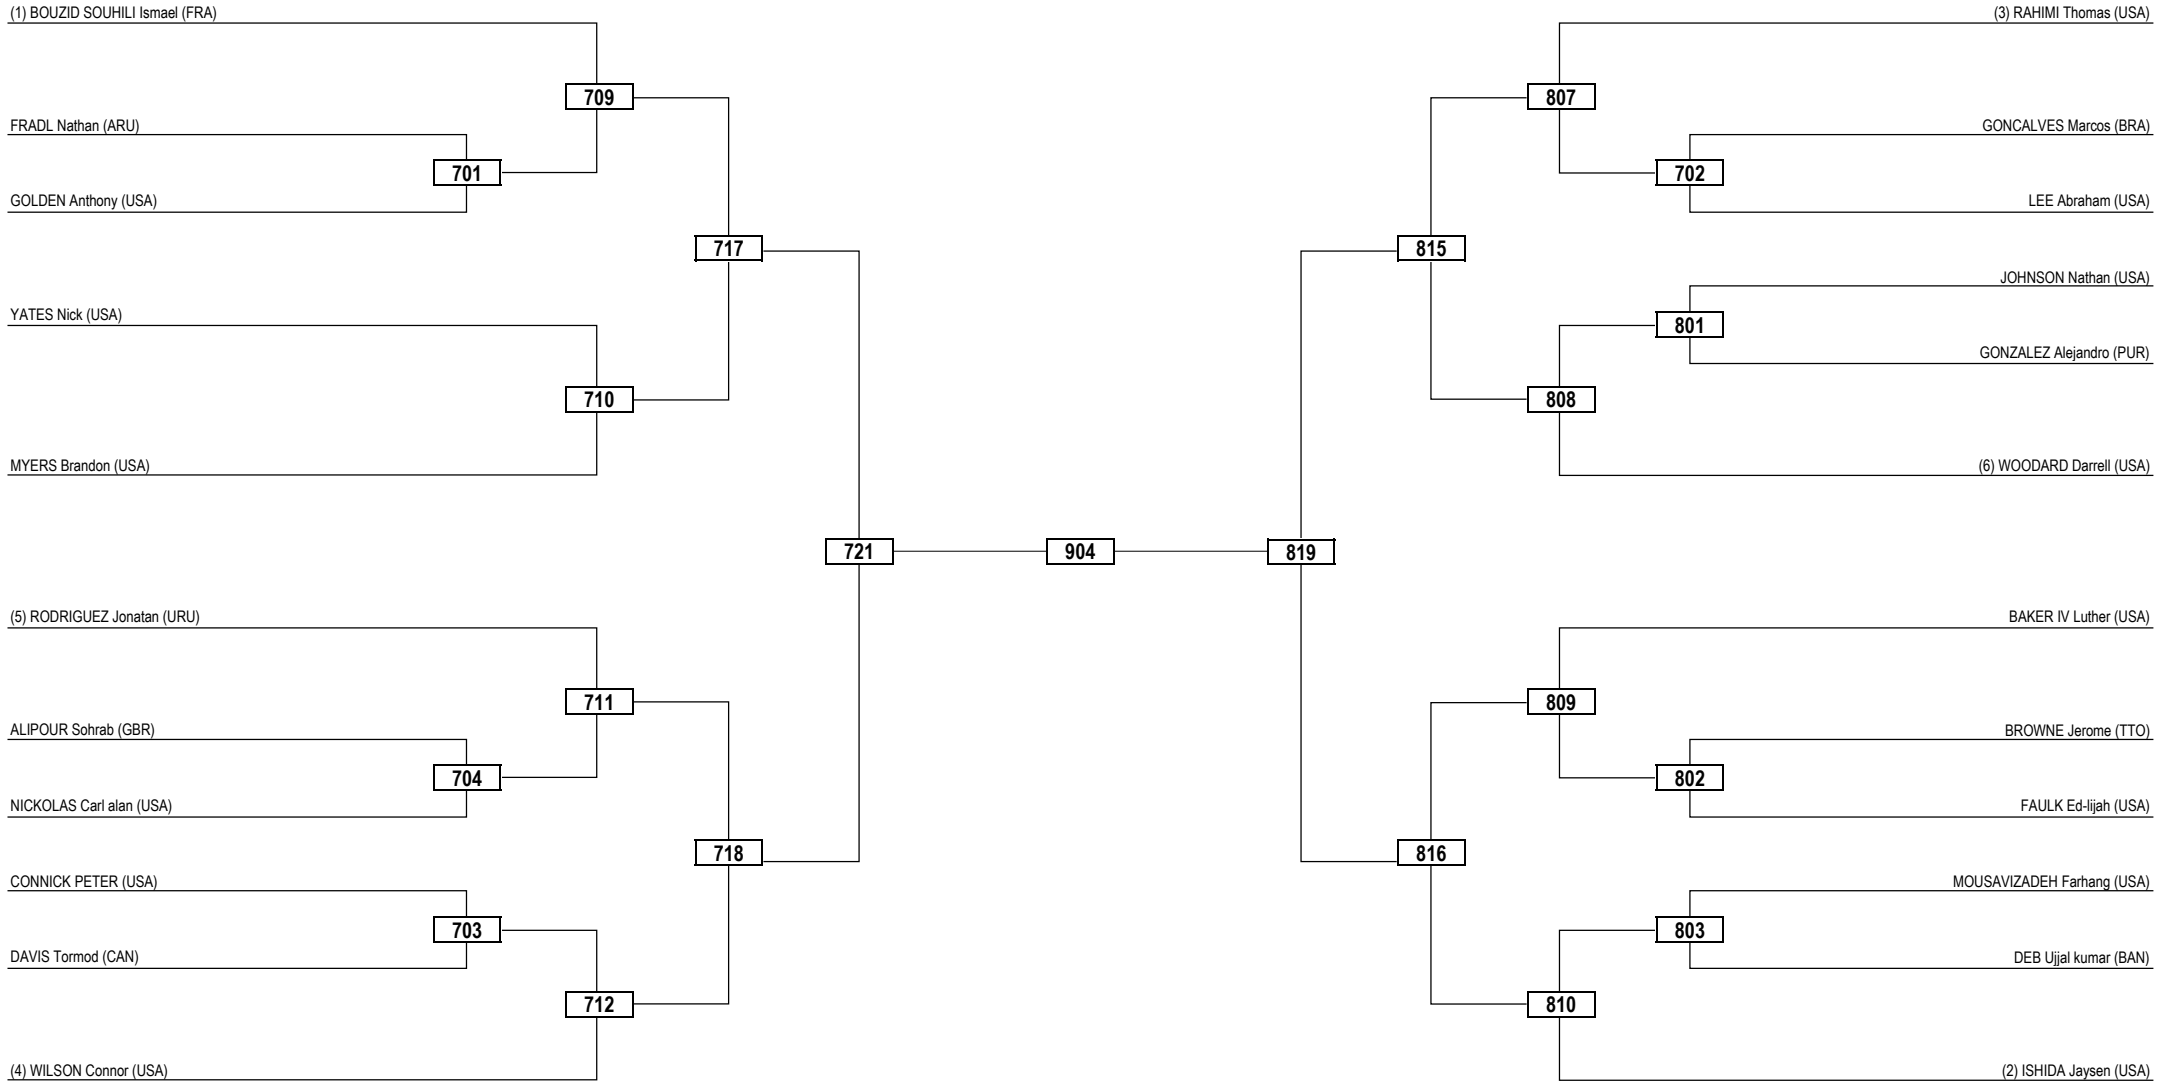 (1) BOUZID SOUHILI Ismael (FRA)
709
FRADL Nathan (ARU)
701
GOLDEN Anthony (USA)
717
YATES Nick (USA)
710
MYERS Brandon (USA)
721
(5) RODRIGUEZ Jonatan (URU)
711
ALIPOUR Sohrab (GBR)
704
NICKOLAS Carl alan (USA)
718
CONNICK PETER (USA)
703
DAVIS Tormod (CAN)
712
(4) WILSON Connor (USA)
904
(3) RAHIMI Thomas (USA)
807
GONCALVES Marcos (BRA)
702
LEE Abraham (USA)
815
JOHNSON Nathan (USA)
801
GONZALEZ Alejandro (PUR)
808
(6) WOODARD Darrell (USA)
819
BAKER IV Luther (USA)
809
BROWNE Jerome (TTO)
802
FAULK Ed-lijah (USA)
816
MOUSAVIZADEH Farhang (USA)
803
DEB Ujjal kumar (BAN)
810
(2) ISHIDA Jaysen (USA)